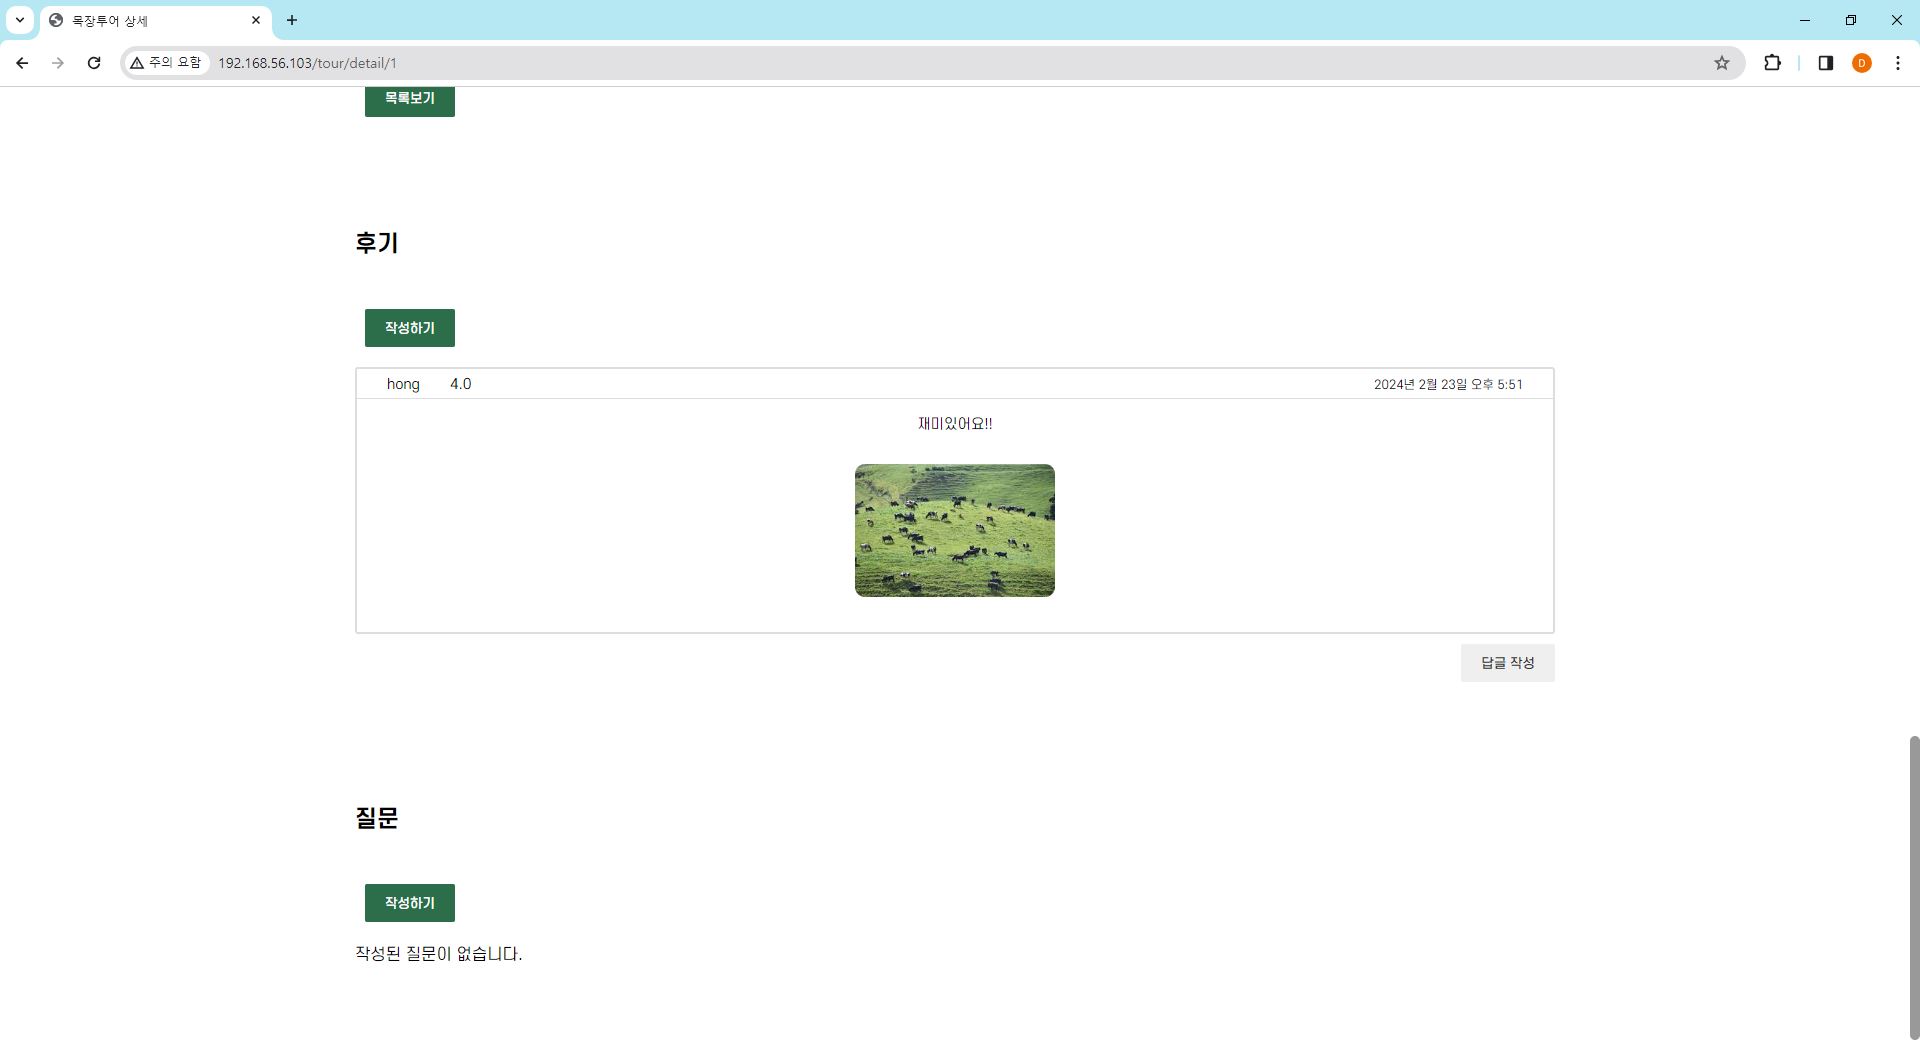 목장투어 상세
주의 요함 192.168.56.103/tour/detail/1
D
목록보기
후기
작성하기
hong 4.0 2024년 2월 23일 오후 5:51
재미있어요!!
답글 작성
질문
작성하기
작성된 질문이 없습니다.